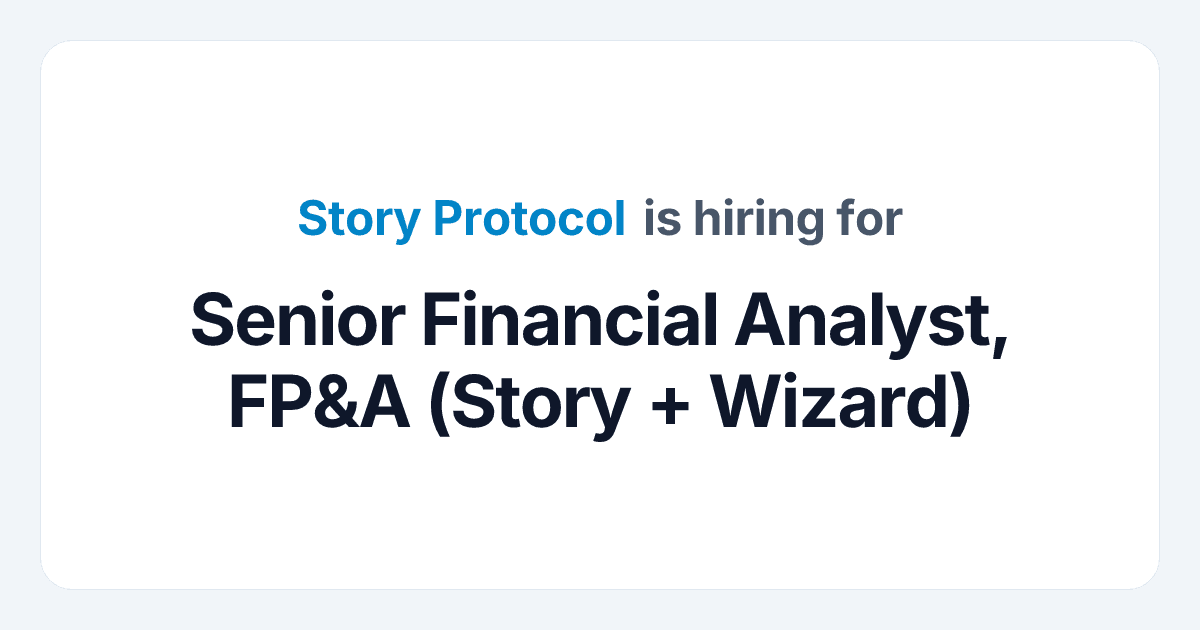 Story Protocol is hiring for
Senior Financial Analyst,
FP&A (Story + Wizard)